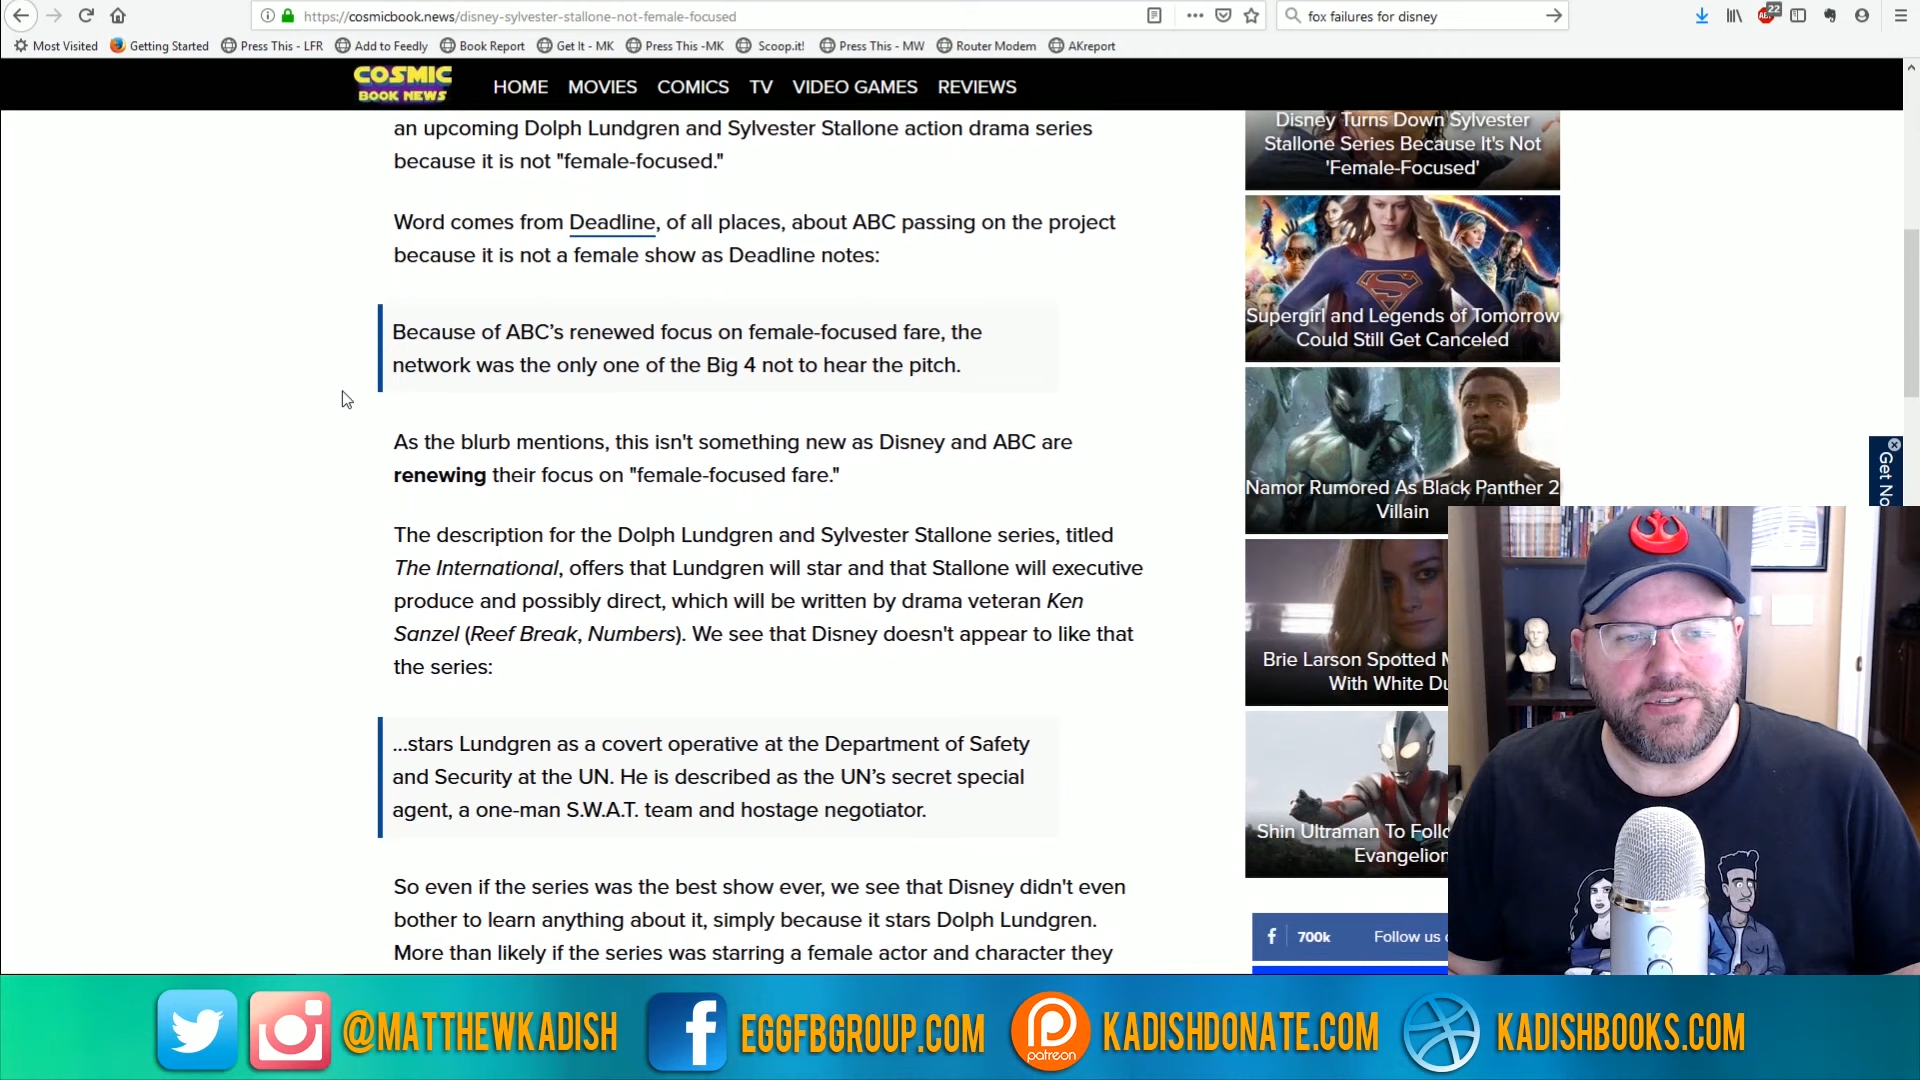 https://cosmicbook.news/disney-sylvester-stallone-not-female-focused
fox failures for disney
22
Most Visited
Getting Started
Press This - LFR
Add to Feedly
Book Report
Get It - MK
Press This -MK
Scoop.it!
Press This - MW
Router Modem
AKreport
COSMIC
BOOK NEWS
HOME
MOVIES
COMICS
TV
VIDEO GAMES
REVIEWS
an upcoming Dolph Lundgren and Sylvester Stallone action drama series
because it is not "female-focused."
Word comes from Deadline, of all places, about ABC passing on the project
because it is not a female show as Deadline notes:
Because of ABC’s renewed focus on female-focused fare, the
network was the only one of the Big 4 not to hear the pitch.
As the blurb mentions, this isn't something new as Disney and ABC are
renewing their focus on "female-focused fare."
The description for the Dolph Lundgren and Sylvester Stallone series, titled
The International, offers that Lundgren will star and that Stallone will executive
produce and possibly direct, which will be written by drama veteran Ken
Sanzel (Reef Break, Numbers). We see that Disney doesn't appear to like that
the series:
...stars Lundgren as a covert operative at the Department of Safety
and Security at the UN. He is described as the UN’s secret special
agent, a one-man S.W.A.T. team and hostage negotiator.
So even if the series was the best show ever, we see that Disney didn't even
bother to learn anything about it, simply because it stars Dolph Lundgren.
More than likely if the series was starring a female actor and character they
Disney Turns Down Sylvester
Stallone Series Because It's Not
'Female-Focused'
Supergirl and Legends of Tomorrow
Could Still Get Canceled
Namor Rumored As Black Panther 2
Villain
Brie Larson Spotted
With White
Shin Ultraman To
Evangelion
700k
Follow us
Get
@MATTHEWKADISH
EGGFBGROUP.COM
patreon
KADISHDONATE.COM
KADISHBOOKS.COM